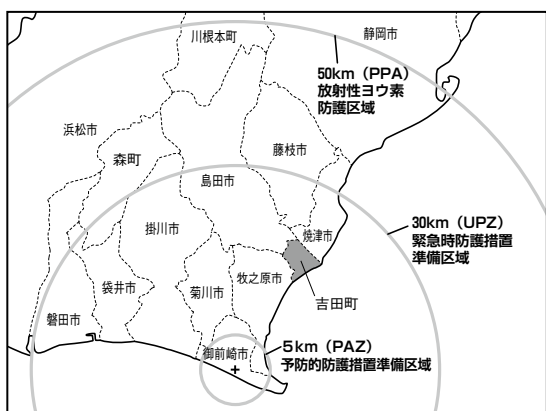 川根本町
静岡市
50km（PPA）
放射性ヨウ素
防護区域
浜松市
森町
藤枝市
島田市
掛川市
焼津市
30km（UPZ）
緊急時防護措置
準備区域
袋井市
菊川市
牧之原市
吉田町
磐田市
御前崎市
5km（PAZ）
予防的防護措置準備区域